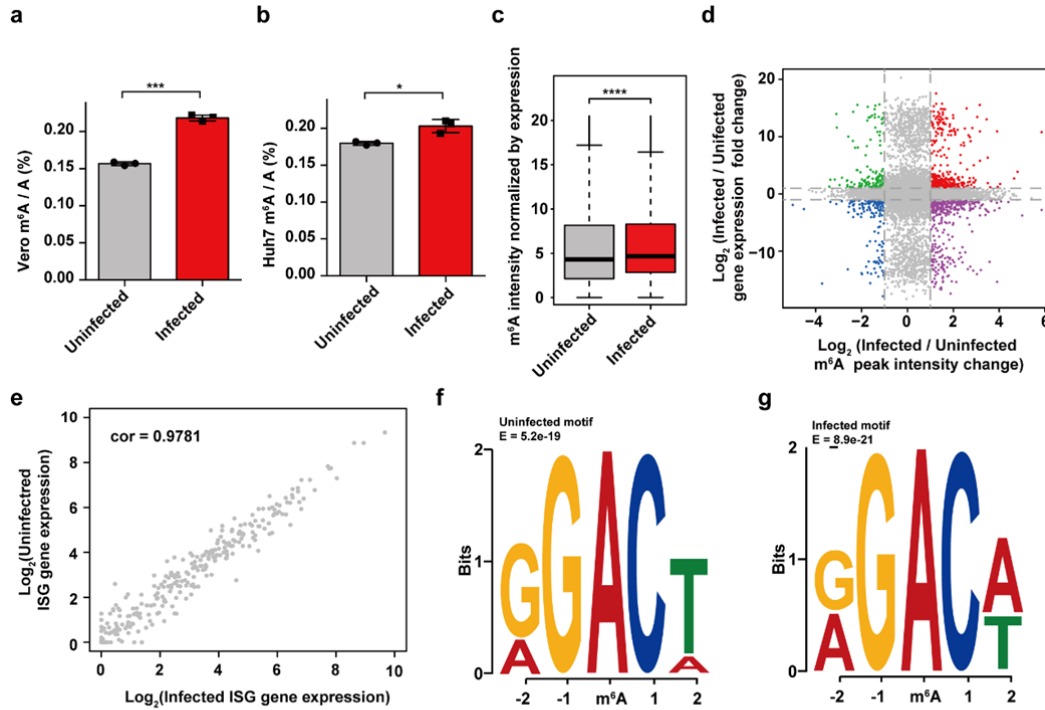 a
Vero m⁶A / A (%)
0.20
0.15
0.10
0.05
0.00
***
Uninfected
Infected
b
Huh7 m⁶A / A (%)
0.20
0.15
0.10
0.05
0.00
*
Uninfected
Infected
c
m⁶A intensity normalized by expression
20
15
10
5
0
****
Uninfected
Infected
d
Log₂ (Infected / Uninfected
gene expression fold change)
20
10
0
−10
−4
−2
0
2
4
6
Log₂ (Infected / Uninfected
m⁶A peak intensity change)
e
cor = 0.9781
Log₂(Uninfectred
ISG gene expression)
10
8
6
4
2
0
0
2
4
6
8
10
Log₂(Infected ISG gene expression)
f
Uninfected motif
E = 5.2e-19
Bits
2
1
0
G
A
G
A
C
T
A
-2
-1
m⁶A
1
2
g
Infected motif
E = 8.9e-21
Bits
2
1
0
G
A
G
A
C
A
T
-2
-1
m⁶A
1
2